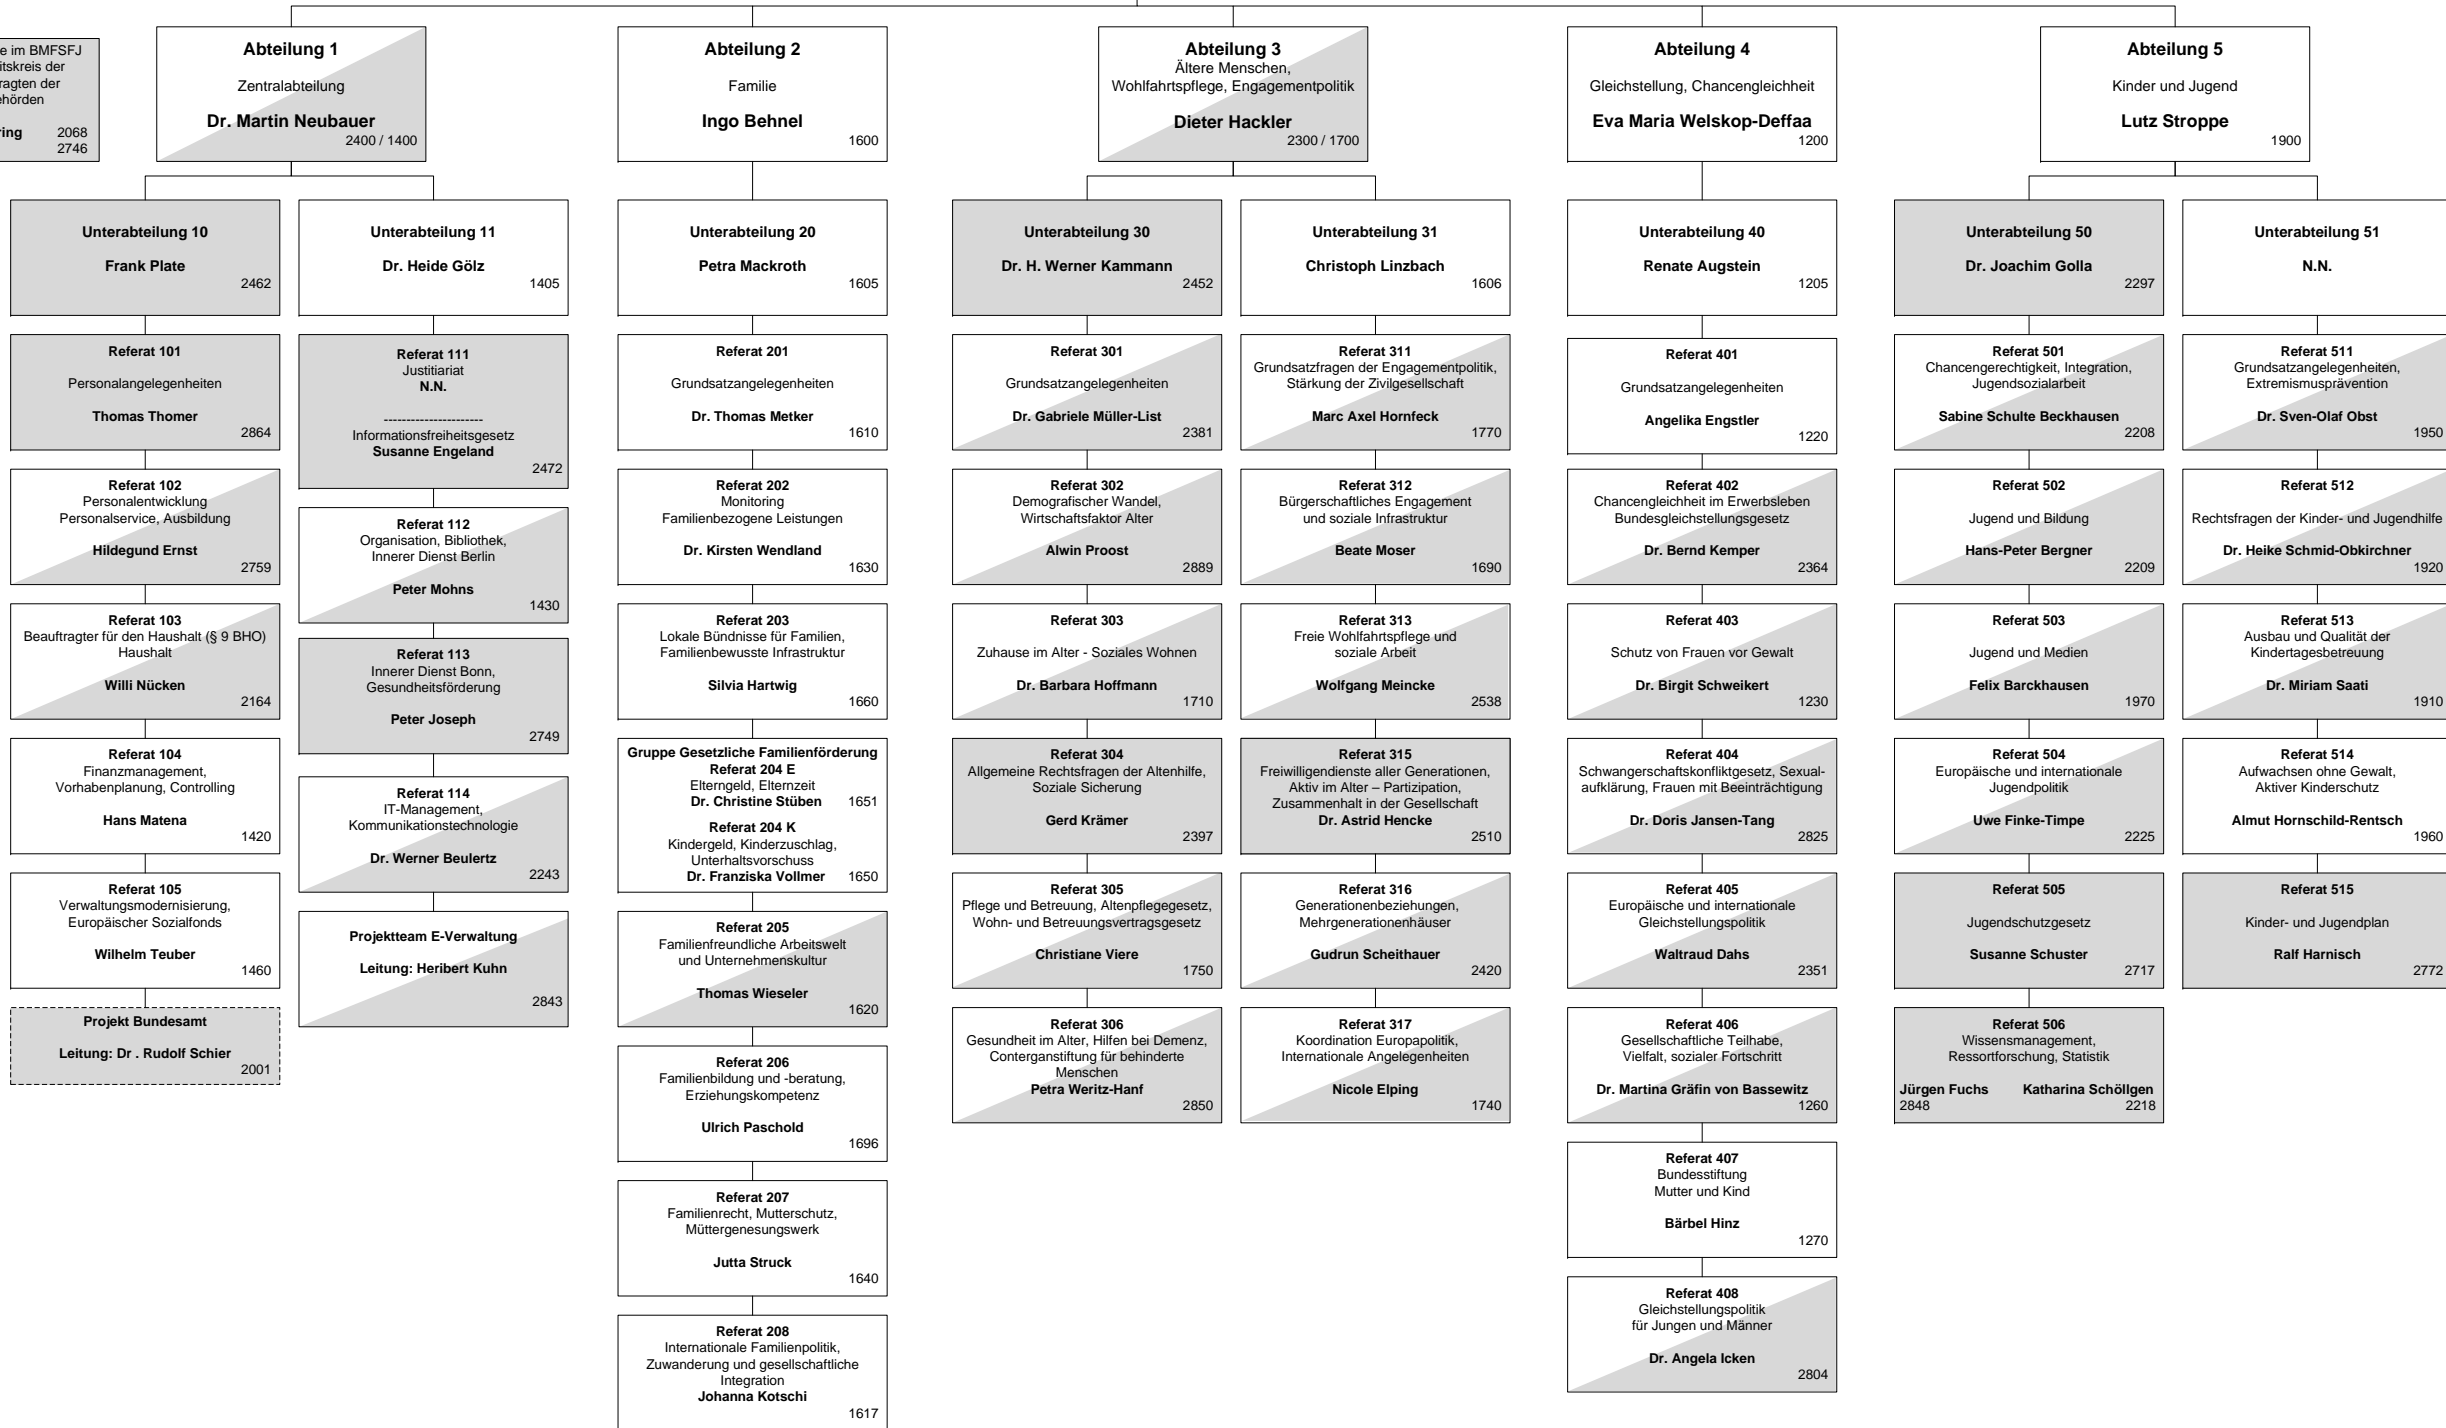 e im BMFSFJ
itskreis der
ragten der
ehörden
ring 2068
2746
Abteilung 1
Zentralabteilung
Dr. Martin Neubauer
2400 / 1400
Abteilung 2
Familie
Ingo Behnel
1600
Abteilung 3
Ältere Menschen,
Wohlfahrtspflege, Engagementpolitik
Dieter Hackler
2300 / 1700
Abteilung 4
Gleichstellung, Chancengleichheit
Eva Maria Welskop-Deffaa
1200
Abteilung 5
Kinder und Jugend
Lutz Stroppe
1900
Unterabteilung 10
Frank Plate
2462
Referat 101
Personalangelegenheiten
Thomas Thomer
2864
Referat 102
Personalentwicklung
Personalservice, Ausbildung
Hildegund Ernst
2759
Referat 103
Beauftragter für den Haushalt (§ 9 BHO)
Haushalt
Willi Nücken
2164
Referat 104
Finanzmanagement,
Vorhabenplanung, Controlling
Hans Matena
1420
Referat 105
Verwaltungsmodernisierung,
Europäischer Sozialfonds
Wilhelm Teuber
1460
Projekt Bundesamt
Leitung: Dr . Rudolf Schier
2001
Unterabteilung 11
Dr. Heide Gölz
1405
Referat 111
Justitiariat
N.N.
----------------------
Informationsfreiheitsgesetz
Susanne Engeland
2472
Referat 112
Organisation, Bibliothek,
Innerer Dienst Berlin
Peter Mohns
1430
Referat 113
Innerer Dienst Bonn,
Gesundheitsförderung
Peter Joseph
2749
Referat 114
IT-Management,
Kommunikationstechnologie
Dr. Werner Beulertz
2243
Projektteam E-Verwaltung
Leitung: Heribert Kuhn
2843
Unterabteilung 20
Petra Mackroth
1605
Referat 201
Grundsatzangelegenheiten
Dr. Thomas Metker
1610
Referat 202
Monitoring
Familienbezogene Leistungen
Dr. Kirsten Wendland
1630
Referat 203
Lokale Bündnisse für Familien,
Familienbewusste Infrastruktur
Silvia Hartwig
1660
Gruppe Gesetzliche Familienförderung
Referat 204 E
Elterngeld, Elternzeit
Dr. Christine Stüben 1651
Referat 204 K
Kindergeld, Kinderzuschlag,
Unterhaltsvorschuss
Dr. Franziska Vollmer 1650
Referat 205
Familienfreundliche Arbeitswelt
und Unternehmenskultur
Thomas Wieseler
1620
Referat 206
Familienbildung und -beratung,
Erziehungskompetenz
Ulrich Paschold
1696
Referat 207
Familienrecht, Mutterschutz,
Müttergenesungswerk
Jutta Struck
1640
Referat 208
Internationale Familienpolitik,
Zuwanderung und gesellschaftliche
Integration
Johanna Kotschi
1617
Unterabteilung 30
Dr. H. Werner Kammann
2452
Referat 301
Grundsatzangelegenheiten
Dr. Gabriele Müller-List
2381
Referat 302
Demografischer Wandel,
Wirtschaftsfaktor Alter
Alwin Proost
2889
Referat 303
Zuhause im Alter - Soziales Wohnen
Dr. Barbara Hoffmann
1710
Referat 304
Allgemeine Rechtsfragen der Altenhilfe,
Soziale Sicherung
Gerd Krämer
2397
Referat 305
Pflege und Betreuung, Altenpflegegesetz,
Wohn- und Betreuungsvertragsgesetz
Christiane Viere
1750
Referat 306
Gesundheit im Alter, Hilfen bei Demenz,
Conterganstiftung für behinderte
Menschen
Petra Weritz-Hanf
2850
Unterabteilung 31
Christoph Linzbach
1606
Referat 311
Grundsatzfragen der Engagementpolitik,
Stärkung der Zivilgesellschaft
Marc Axel Hornfeck
1770
Referat 312
Bürgerschaftliches Engagement
und soziale Infrastruktur
Beate Moser
1690
Referat 313
Freie Wohlfahrtspflege und
soziale Arbeit
Wolfgang Meincke
2538
Referat 315
Freiwilligendienste aller Generationen,
Aktiv im Alter – Partizipation,
Zusammenhalt in der Gesellschaft
Dr. Astrid Hencke
2510
Referat 316
Generationenbeziehungen,
Mehrgenerationenhäuser
Gudrun Scheithauer
2420
Referat 317
Koordination Europapolitik,
Internationale Angelegenheiten
Nicole Elping
1740
Unterabteilung 40
Renate Augstein
1205
Referat 401
Grundsatzangelegenheiten
Angelika Engstler
1220
Referat 402
Chancengleichheit im Erwerbsleben
Bundesgleichstellungsgesetz
Dr. Bernd Kemper
2364
Referat 403
Schutz von Frauen vor Gewalt
Dr. Birgit Schweikert
1230
Referat 404
Schwangerschaftskonfliktgesetz, Sexual-
aufklärung, Frauen mit Beeinträchtigung
Dr. Doris Jansen-Tang
2825
Referat 405
Europäische und internationale
Gleichstellungspolitik
Waltraud Dahs
2351
Referat 406
Gesellschaftliche Teilhabe,
Vielfalt, sozialer Fortschritt
Dr. Martina Gräfin von Bassewitz
1260
Referat 407
Bundesstiftung
Mutter und Kind
Bärbel Hinz
1270
Referat 408
Gleichstellungspolitik
für Jungen und Männer
Dr. Angela Icken
2804
Unterabteilung 50
Dr. Joachim Golla
2297
Referat 501
Chancengerechtigkeit, Integration,
Jugendsozialarbeit
Sabine Schulte Beckhausen
2208
Referat 502
Jugend und Bildung
Hans-Peter Bergner
2209
Referat 503
Jugend und Medien
Felix Barckhausen
1970
Referat 504
Europäische und internationale
Jugendpolitik
Uwe Finke-Timpe
2225
Referat 505
Jugendschutzgesetz
Susanne Schuster
2717
Referat 506
Wissensmanagement,
Ressortforschung, Statistik
Jürgen Fuchs Katharina Schöllgen
2848 2218
Unterabteilung 51
N.N.
Referat 511
Grundsatzangelegenheiten,
Extremismusprävention
Dr. Sven-Olaf Obst
1950
Referat 512
Rechtsfragen der Kinder- und Jugendhilfe
Dr. Heike Schmid-Obkirchner
1920
Referat 513
Ausbau und Qualität der
Kindertagesbetreuung
Dr. Miriam Saati
1910
Referat 514
Aufwachsen ohne Gewalt,
Aktiver Kinderschutz
Almut Hornschild-Rentsch
1960
Referat 515
Kinder- und Jugendplan
Ralf Harnisch
2772